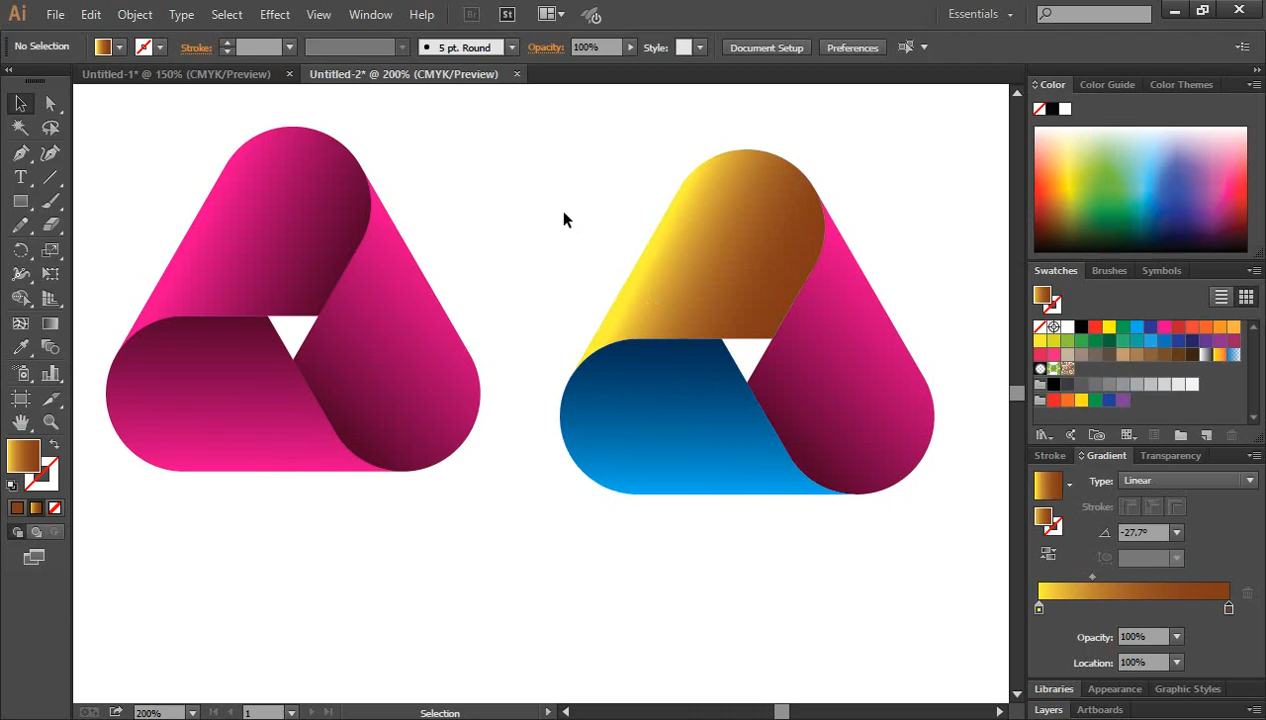 Ai File Edit Object Type Select Effect View Window Help Br St Essentials
No Selection Stroke: 5 pt. Round Opacity: 100% Style: Document Setup Preferences
Untitled-1* @ 150% (CMYK/Preview) × Untitled-2* @ 200% (CMYK/Preview) ×
Color Color Guide Color Themes
Swatches Brushes Symbols
Stroke Gradient Transparency
Type: Linear
Stroke:
-27.7°
Opacity: 100%
Location: 100%
Libraries Appearance Graphic Styles
Layers Artboards
200% 1 Selection